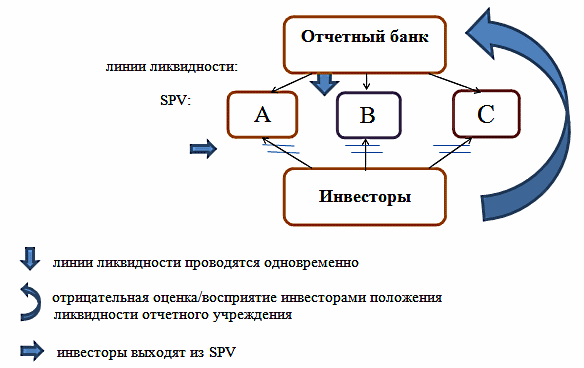 Отчетный банк
линии ликвидности:
SPV:
A B C
Инвесторы
линии ликвидности проводятся одновременно
отрицательная оценка/восприятие инвесторами положения
ликвидности отчетного учреждения
инвесторы выходят из SPV